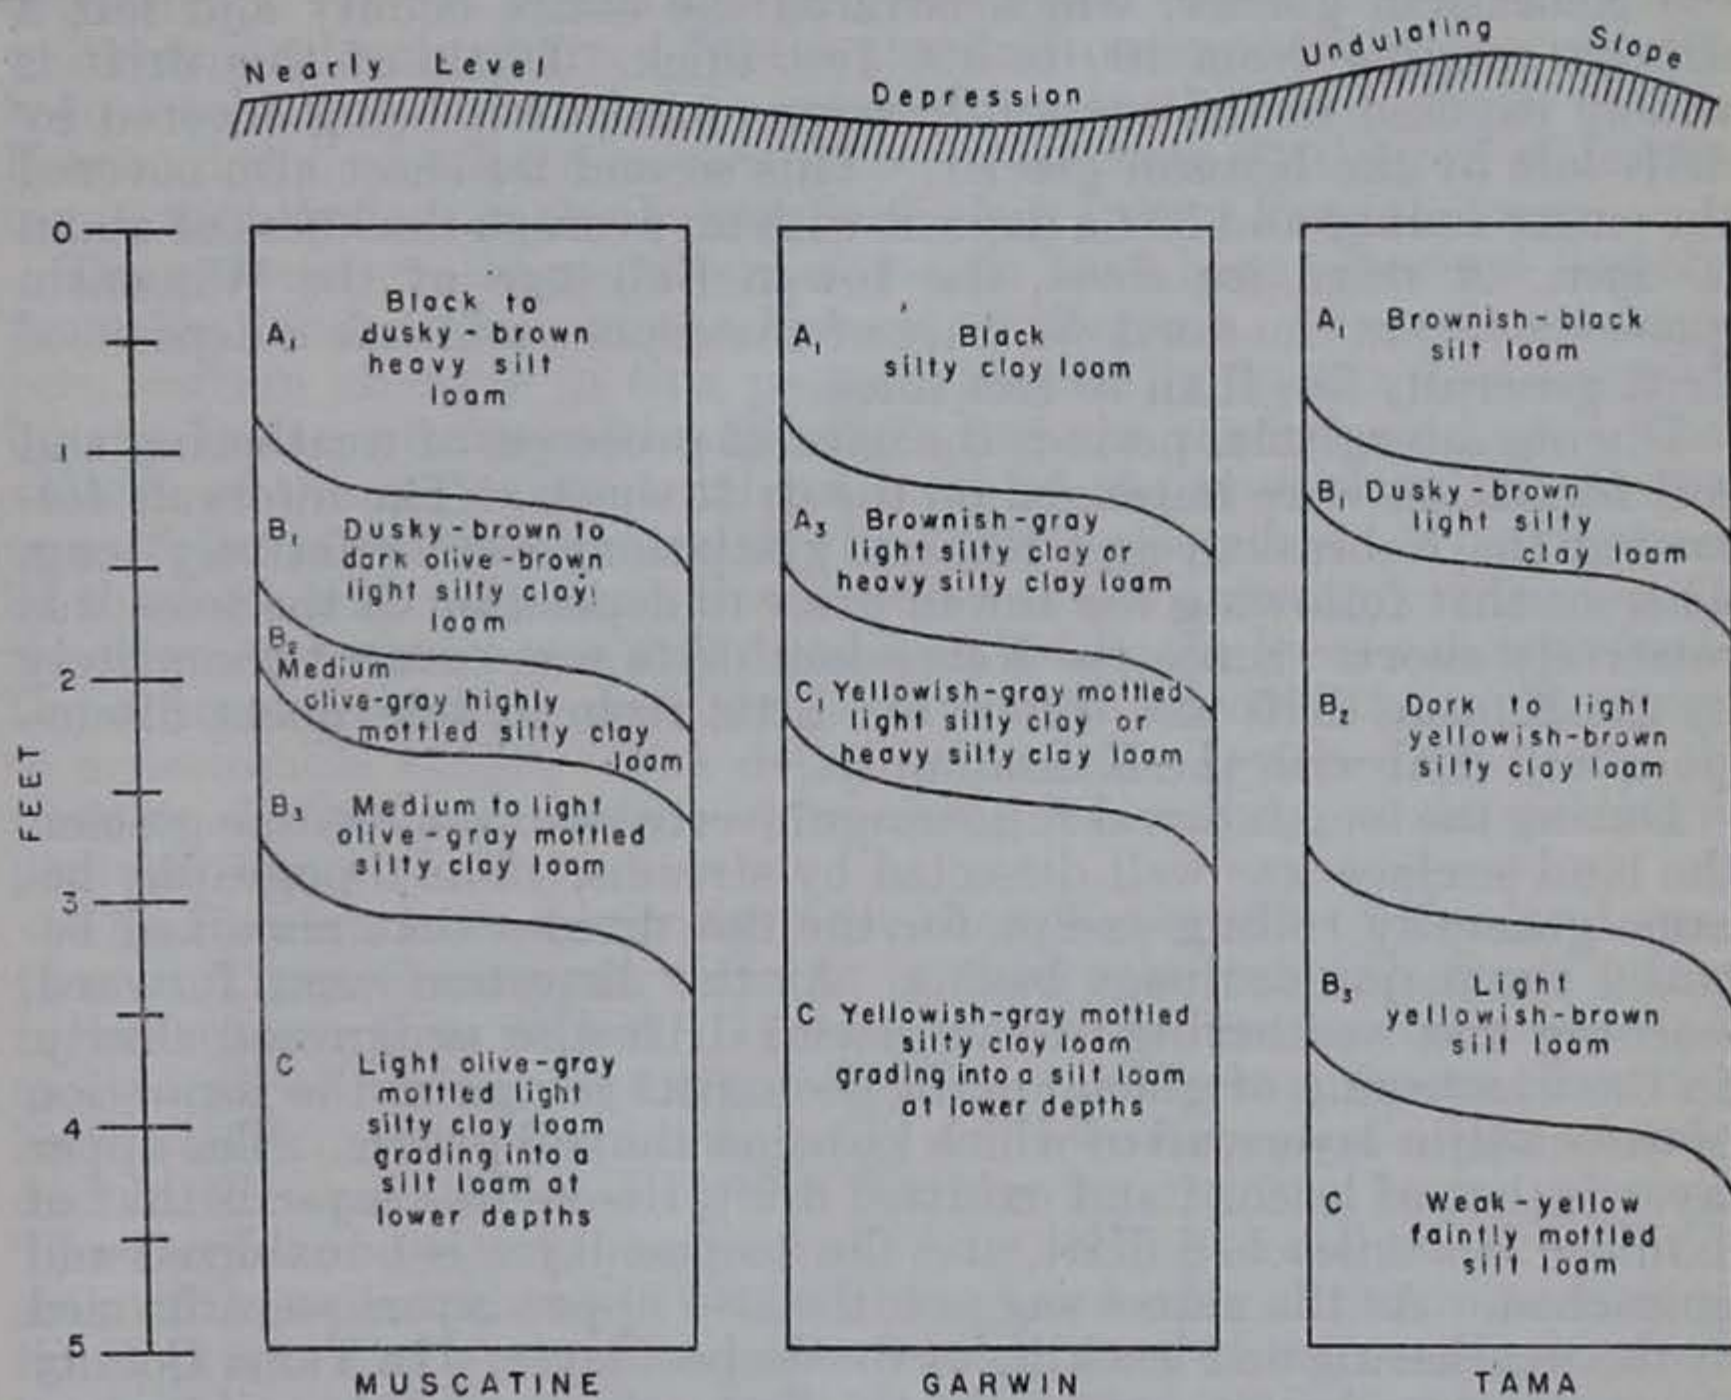 Nearly Level
Depression
Undulating Slope
FEET
0
1
2
3
4
5
A₁ Black to
dusky-brown
heavy silt
loam
B₁ Dusky-brown to
dark olive-brown
light silty clay
loam
B₂
Medium
olive-gray highly
mottled silty clay
loam
B₃ Medium to light
olive-gray mottled
silty clay loam
C Light olive-gray
mottled light
silty clay loam
grading into a
silt loam at
lower depths
MUSCATINE
A₁ Black
silty clay loam
A₃ Brownish-gray
light silty clay or
heavy silty clay loam
C₁ Yellowish-gray mottled
light silty clay or
heavy silty clay loam
C Yellowish-gray mottled
silty clay loam
grading into a silt loam
at lower depths
GARWIN
A₁ Brownish-black
silt loam
B₁ Dusky-brown
light silty
clay loam
B₂ Dark to light
yellowish-brown
silty clay loam
B₃ Light
yellowish-brown
silt loam
C Weak-yellow
faintly mottled
silt loam
TAMA